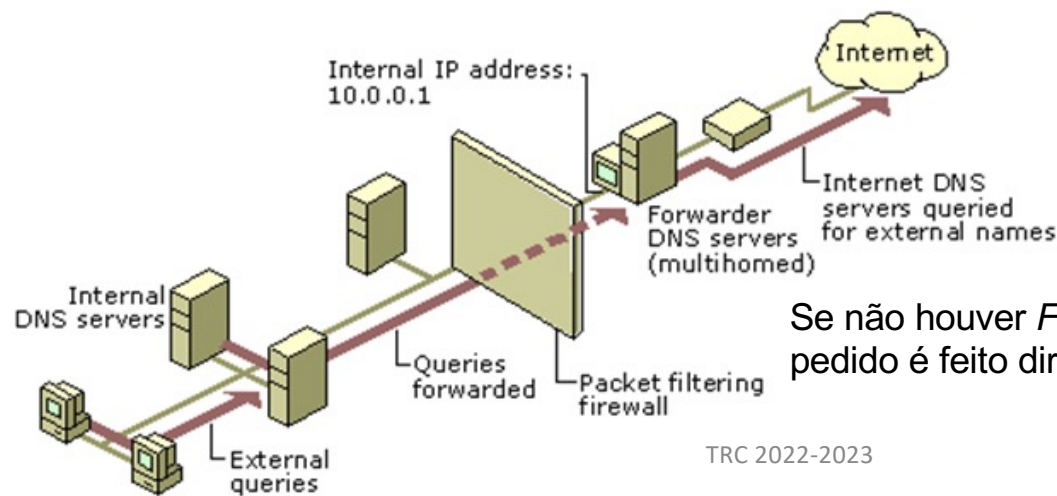 Internet
Internal IP address:
10.0.0.1
Internet DNS
servers queried
for external names
Forwarder
DNS servers
(multihomed)
Internal
DNS servers
Se não houver F
pedido é feito dir
Queries
forwarded
Packet filtering
firewall
External
queries
TRC 2022-2023